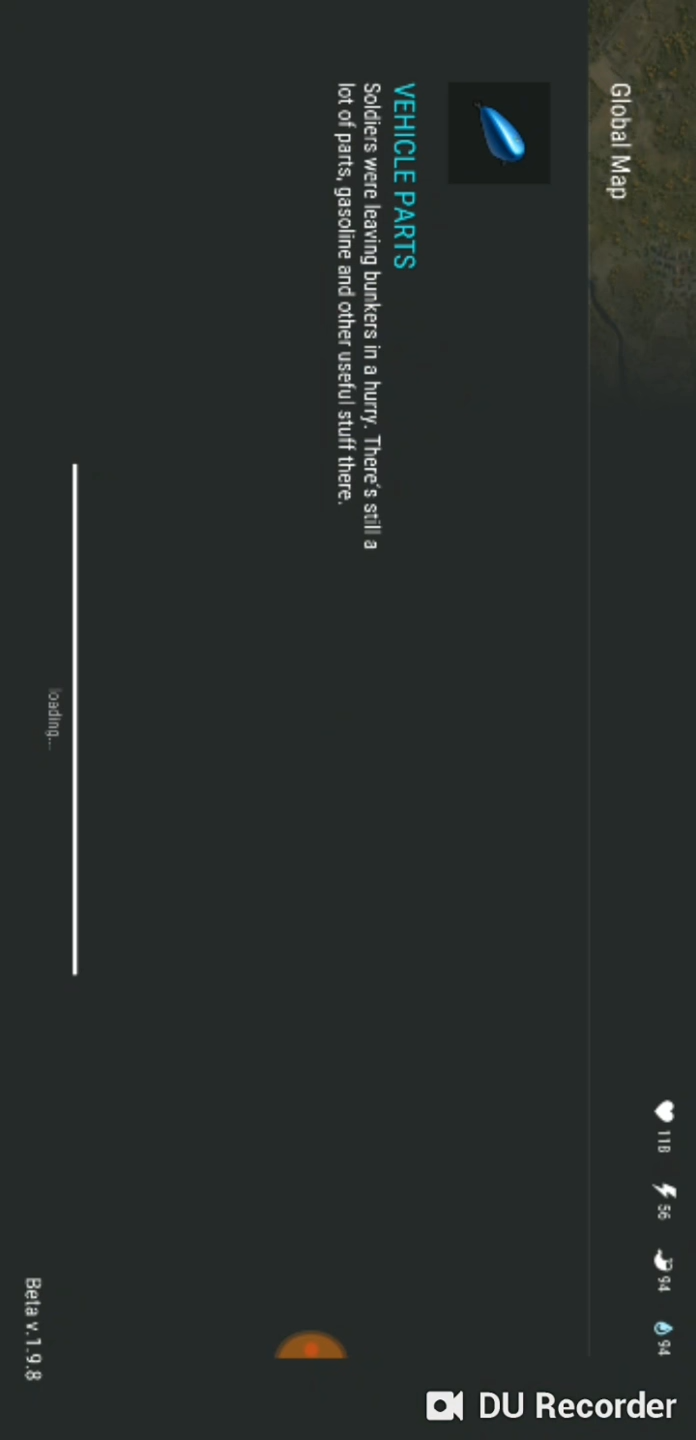 Global Map
118
56
94
94
VEHICLE PARTS
Soldiers were leaving bunkers in a hurry. There's still a
lot of parts, gasoline and other useful stuff there.
loading...
Beta v.1.9.8
DU Recorder